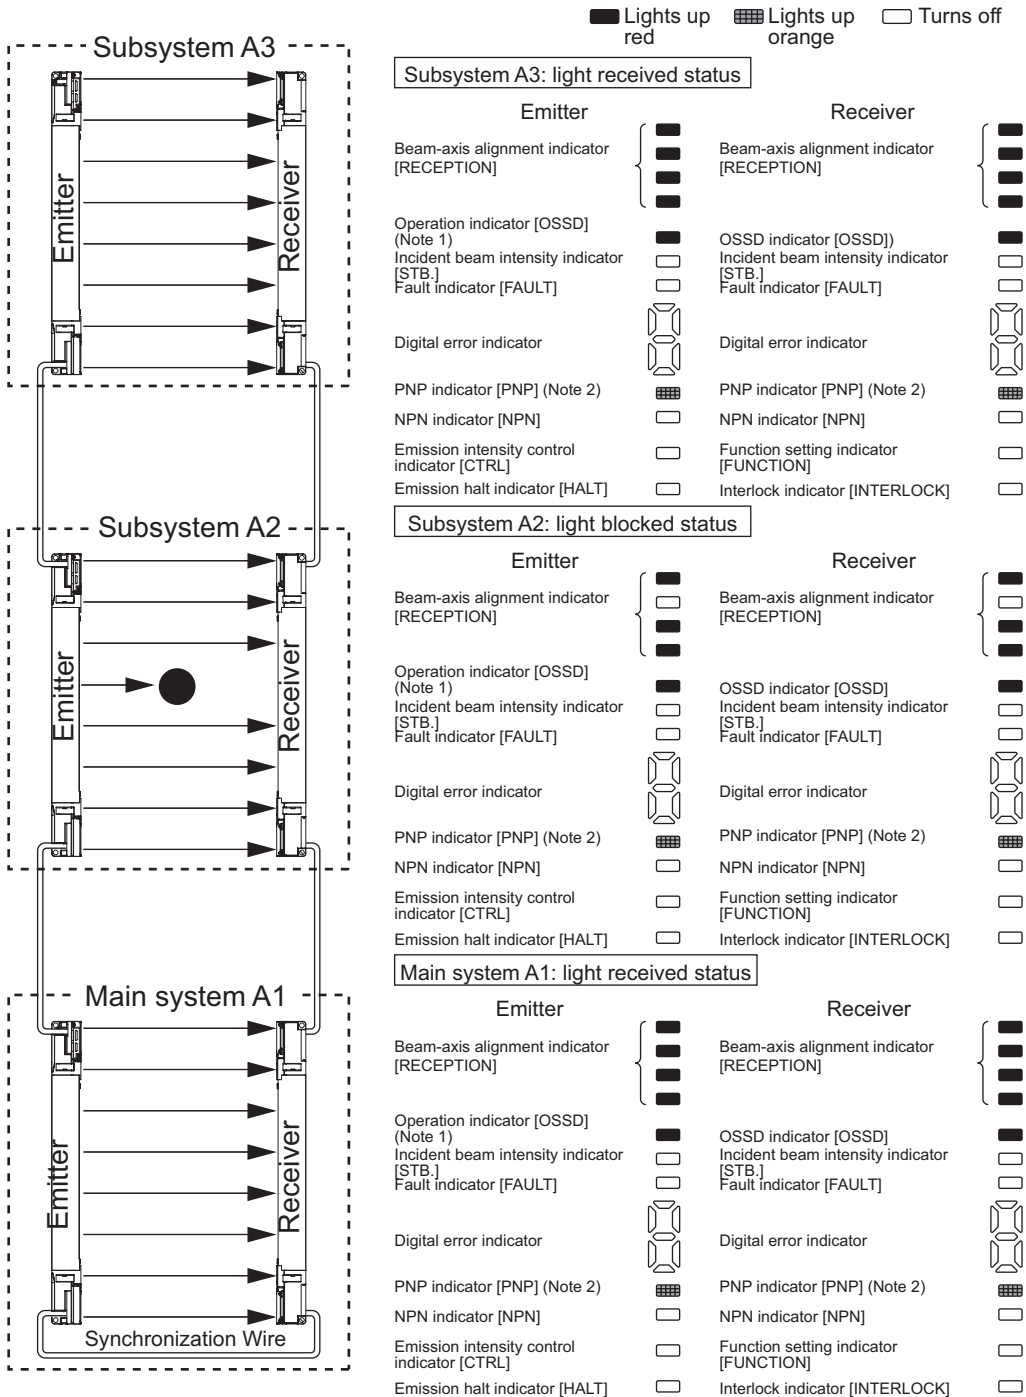 Lights up red
Lights up orange
Turns off
Subsystem A3
Emitter
Receiver
Subsystem A3: light received status
Emitter
Receiver
Beam-axis alignment indicator
[RECEPTION]
Beam-axis alignment indicator
[RECEPTION]
Operation indicator [OSSD]
(Note 1)
OSSD indicator [OSSD])
Incident beam intensity indicator
[STB.]
Incident beam intensity indicator
[STB.]
Fault indicator [FAULT]
Fault indicator [FAULT]
Digital error indicator
Digital error indicator
PNP indicator [PNP] (Note 2)
PNP indicator [PNP] (Note 2)
NPN indicator [NPN]
NPN indicator [NPN]
Emission intensity control
indicator [CTRL]
Function setting indicator
[FUNCTION]
Emission halt indicator [HALT]
Interlock indicator [INTERLOCK]
Subsystem A2
Emitter
Receiver
Subsystem A2: light blocked status
Emitter
Receiver
Beam-axis alignment indicator
[RECEPTION]
Beam-axis alignment indicator
[RECEPTION]
Operation indicator [OSSD]
(Note 1)
OSSD indicator [OSSD]
Incident beam intensity indicator
[STB.]
Incident beam intensity indicator
[STB.]
Fault indicator [FAULT]
Fault indicator [FAULT]
Digital error indicator
Digital error indicator
PNP indicator [PNP] (Note 2)
PNP indicator [PNP] (Note 2)
NPN indicator [NPN]
NPN indicator [NPN]
Emission intensity control
indicator [CTRL]
Function setting indicator
[FUNCTION]
Emission halt indicator [HALT]
Interlock indicator [INTERLOCK]
Main system A1
Emitter
Receiver
Synchronization Wire
Main system A1: light received status
Emitter
Receiver
Beam-axis alignment indicator
[RECEPTION]
Beam-axis alignment indicator
[RECEPTION]
Operation indicator [OSSD]
(Note 1)
OSSD indicator [OSSD]
Incident beam intensity indicator
[STB.]
Incident beam intensity indicator
[STB.]
Fault indicator [FAULT]
Fault indicator [FAULT]
Digital error indicator
Digital error indicator
PNP indicator [PNP] (Note 2)
PNP indicator [PNP] (Note 2)
NPN indicator [NPN]
NPN indicator [NPN]
Emission intensity control
indicator [CTRL]
Function setting indicator
[FUNCTION]
Emission halt indicator [HALT]
Interlock indicator [INTERLOCK]